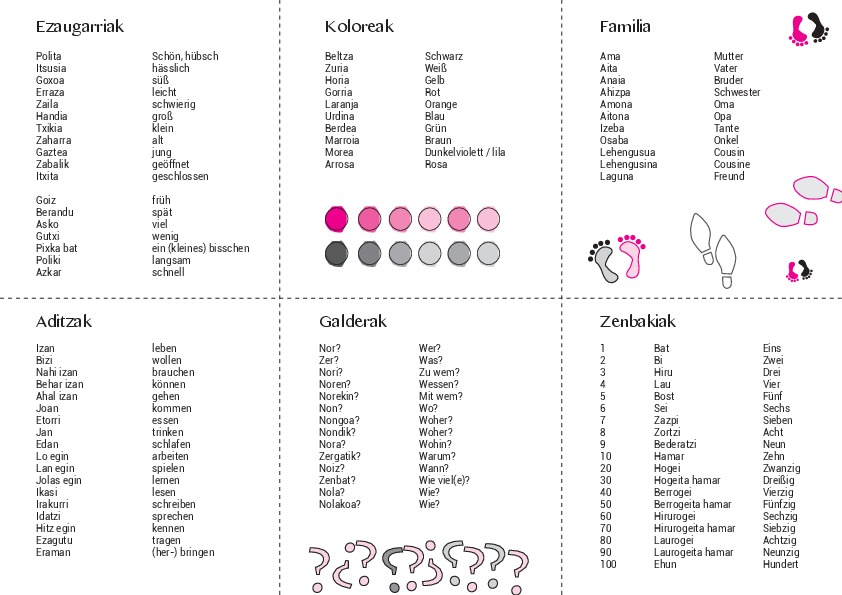 Ezaugarriak
Polita Schön, hübsch
Itsusia hässlich
Goxoa süß
Erraza leicht
Zaila schwierig
Handia groß
Txikia klein
Zaharra alt
Gaztea jung
Zabalik geöffnet
Itxita geschlossen
Goiz früh
Berandu spät
Asko viel
Gutxi wenig
Pixka bat ein (kleines) bisschen
Poliki langsam
Azkar schnell
Koloreak
Beltza Schwarz
Zuria Weiß
Horia Gelb
Gorria Rot
Laranja Orange
Urdina Blau
Berdea Grün
Marroia Braun
Morea Dunkelviolett / lila
Arrosa Rosa
Familia
Ama Mutter
Aita Vater
Anaia Bruder
Ahizpa Schwester
Amona Oma
Aitona Opa
Izeba Tante
Osaba Onkel
Lehengusua Cousin
Lehengusina Cousine
Laguna Freund
Aditzak
Izan leben
Bizi wollen
Nahi izan brauchen
Behar izan können
Ahal izan gehen
Joan kommen
Etorri essen
Jan trinken
Edan schlafen
Lo egin arbeiten
Lan egin spielen
Jolas egin lernen
Ikasi lesen
Irakurri schreiben
Idatzi sprechen
Hitz egin kennen
Ezagutu tragen
Eraman (her-) bringen
Galderak
Nor? Wer?
Zer? Was?
Nori? Zu wem?
Noren? Wessen?
Norekin? Mit wem?
Non? Wo?
Nongoa? Woher?
Nondik? Woher?
Nora? Wohin?
Zergatik? Warum?
Noiz? Wann?
Zenbat? Wie viel(e)?
Nola? Wie?
Nolakoa? Wie?
Zenbakiak
1 Bat Eins
2 Bi Zwei
3 Hiru Drei
4 Lau Vier
5 Bost Fünf
6 Sei Sechs
7 Zazpi Sieben
8 Zortzi Acht
9 Bederatzi Neun
10 Hamar Zehn
20 Hogei Zwanzig
30 Hogeita hamar Dreißig
40 Berrogei Vierzig
50 Berrogeita hamar Fünfzig
60 Hirurogei Sechzig
70 Hirurogeita hamar Siebzig
80 Laurogei Achtzig
90 Laurogeita hamar Neunzig
100 Ehun Hundert